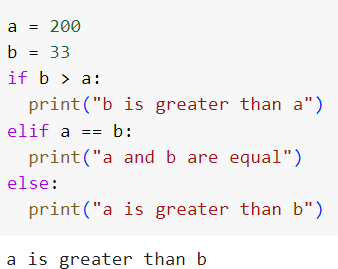 a = 200
b = 33
if b > a:
  print("b is greater than a")
elif a == b:
  print("a and b are equal")
else:
  print("a is greater than b")
a is greater than b